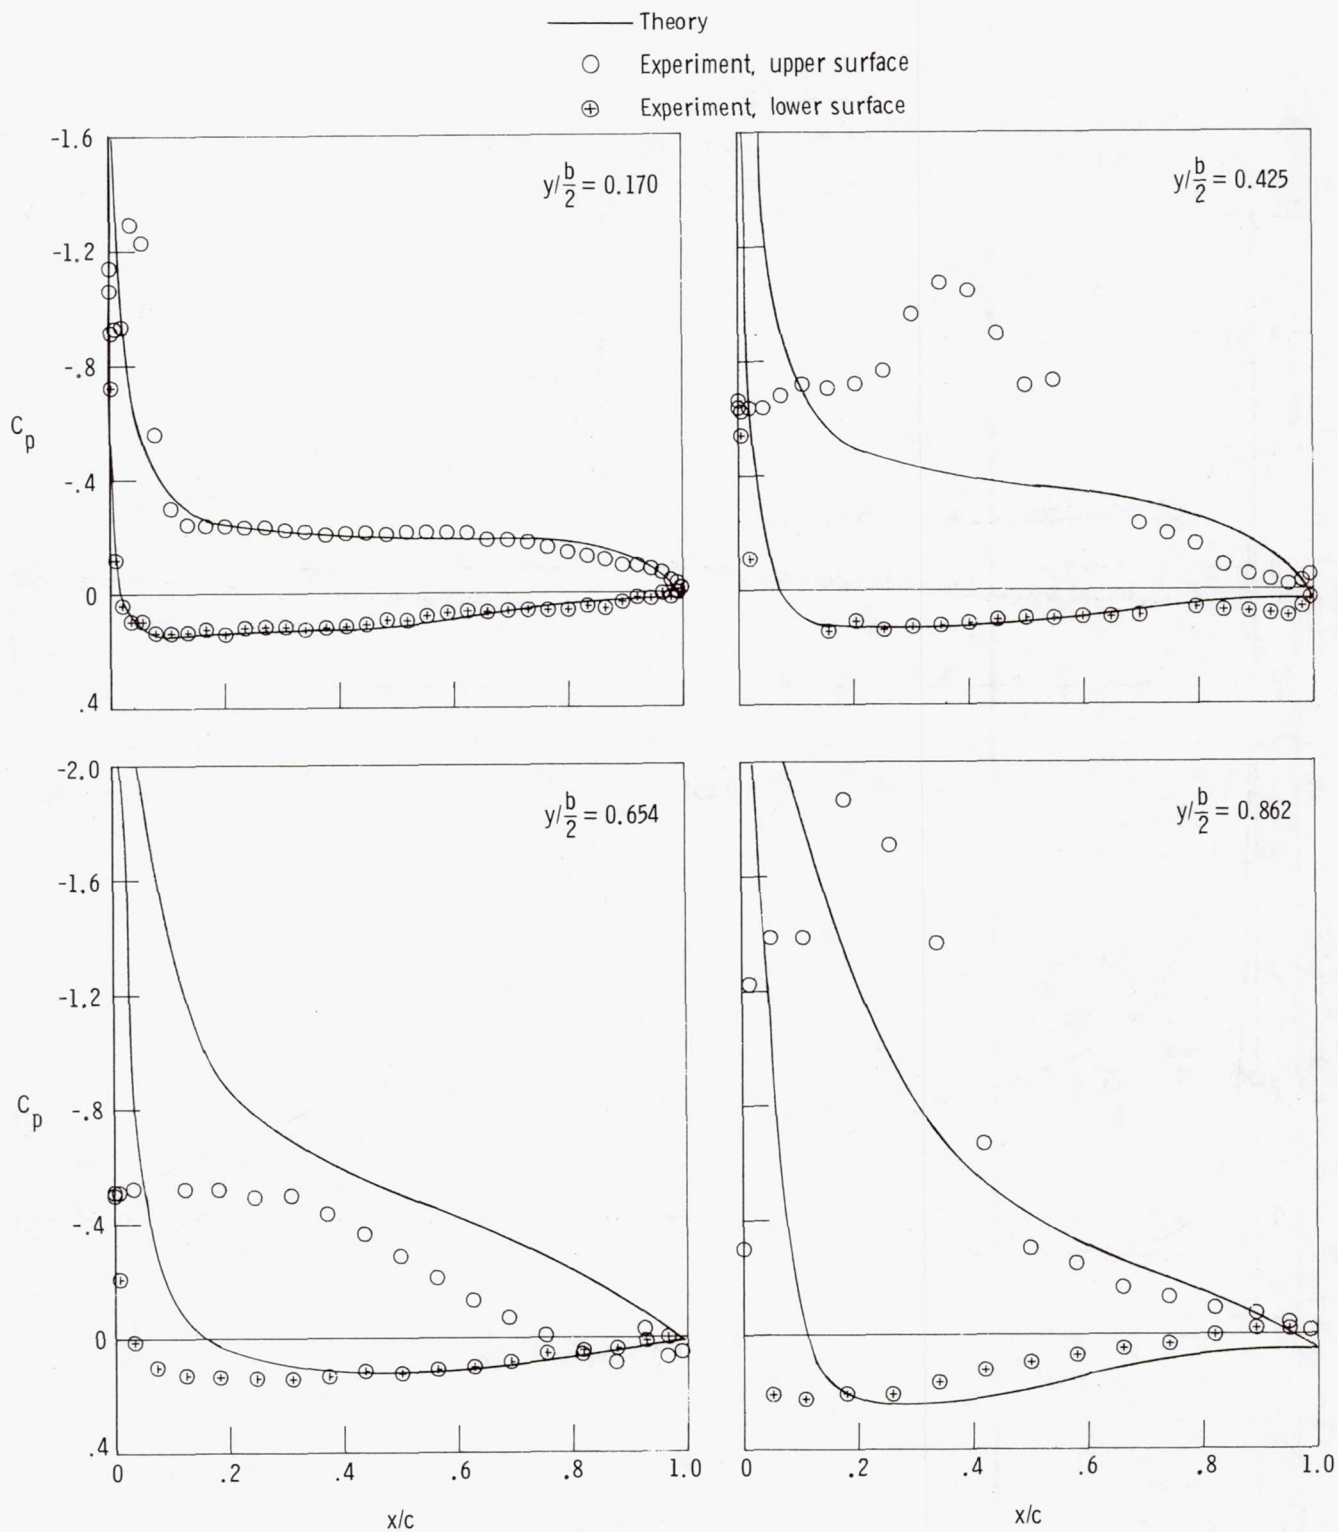 Theory
Experiment, upper surface
Experiment, lower surface
-1.6
-1.2
-.8
-.4
0
.4
C_p
y/b/2 = 0.170
y/b/2 = 0.425
-2.0
-1.6
-1.2
-.8
-.4
0
.4
C_p
y/b/2 = 0.654
y/b/2 = 0.862
0 .2 .4 .6 .8 1.0
x/c
0 .2 .4 .6 .8 1.0
x/c